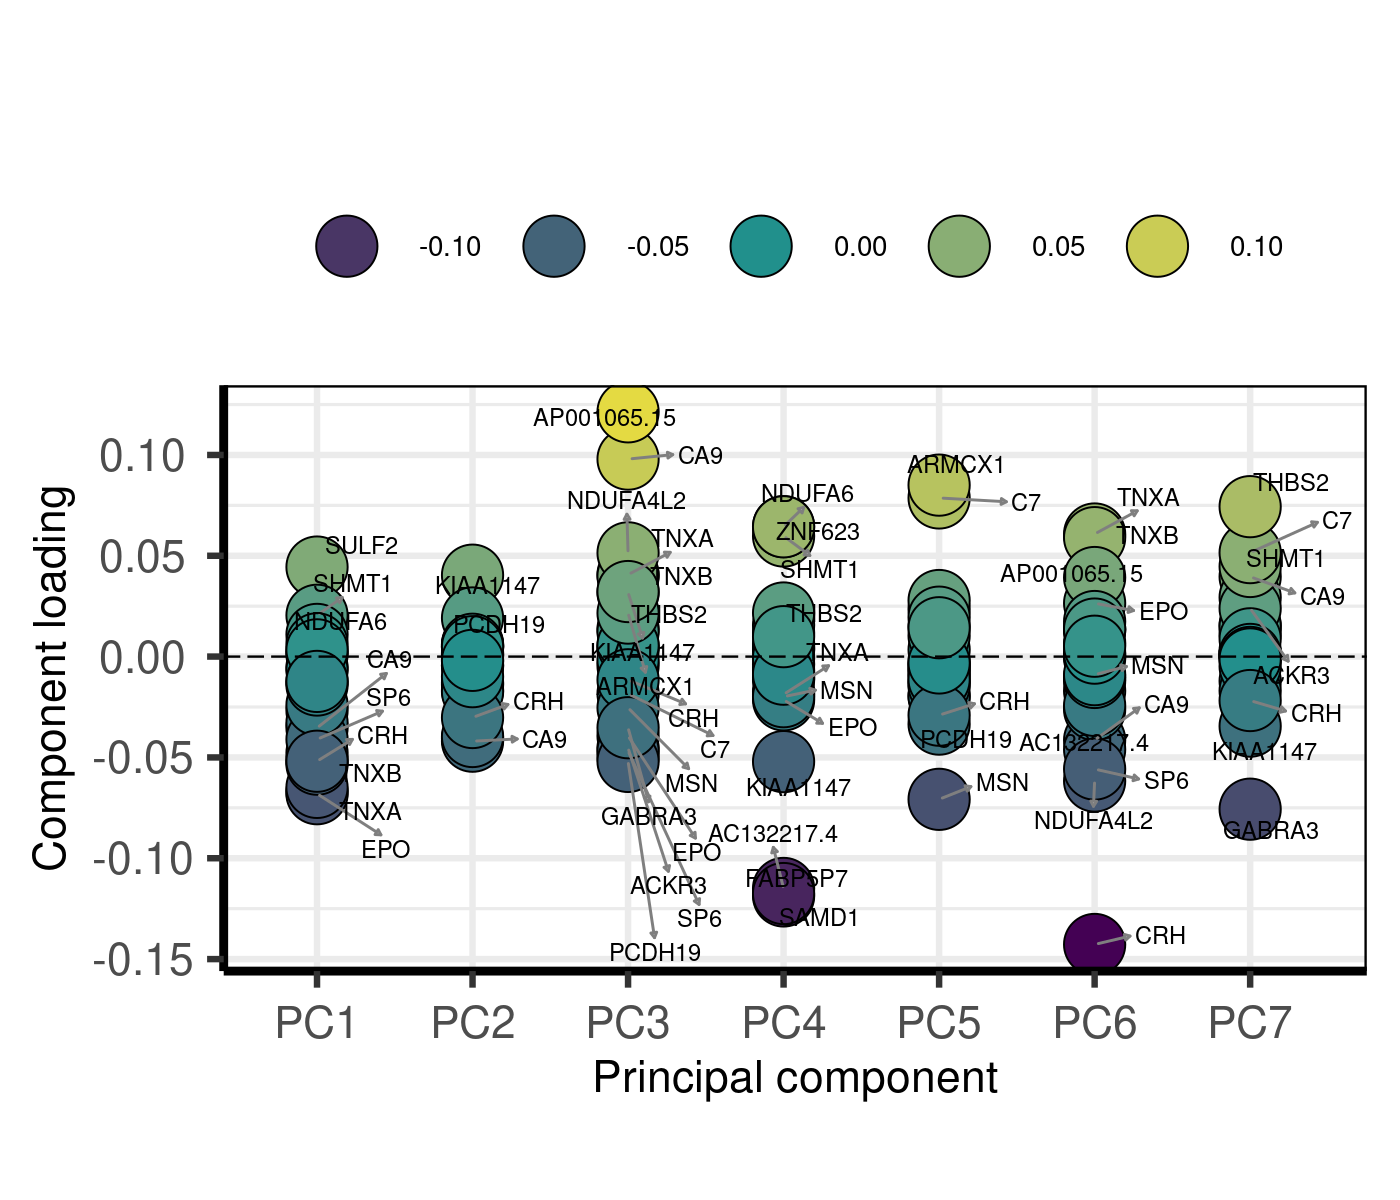 -0.10 -0.05 0.00 0.05 0.10
Component loading
0.10
0.05
0.00
-0.05
-0.10
-0.15
SULF2
SHMT1
NDUFA6
CA9
SP6
CRH
TNXB
TNXA
EPO
KIAA1147
PCDH19
CRH
CA9
AP001065.15
CA9
NDUFA4L2
TNXA
TNXB
THBS2
KIAA1147
ARMCX1
CRH
C7
MSN
GABRA3
EPO
ACKR3
SP6
PCDH19
NDUFA6
ZNF623
SHMT1
THBS2
TNXA
MSN
EPO
KIAA1147
AC132217.4
FABP5P7
SAMD1
ARMCX1
C7
CRH
PCDH19
MSN
TNXA
TNXB
AP001065.15
EPO
MSN
CA9
AC132217.4
SP6
NDUFA4L2
CRH
THBS2
C7
SHMT1
CA9
ACKR3
CRH
KIAA1147
GABRA3
PC1 PC2 PC3 PC4 PC5 PC6 PC7
Principal component